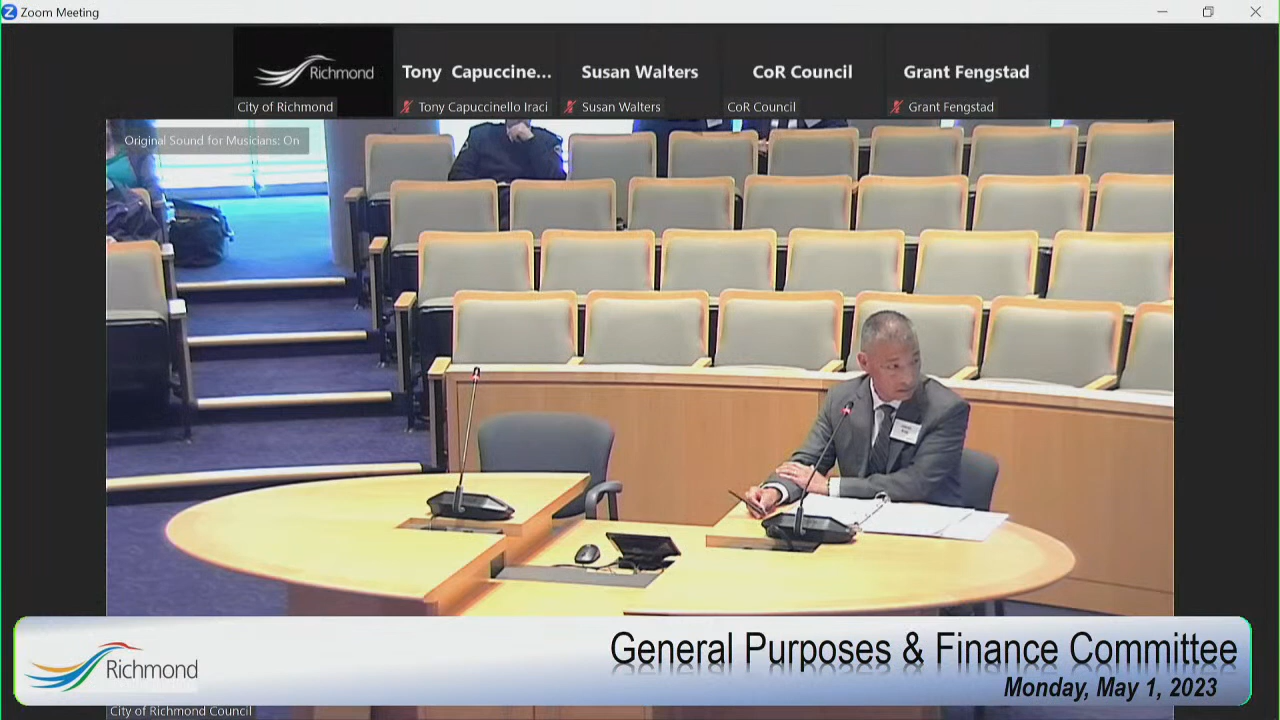 Zoom Meeting
Richmond
Tony Capuccine...
Susan Walters
CoR Council
Grant Fengstad
City of Richmond
Tony Capuccinello Iraci
Susan Walters
CoR Council
Grant Fengstad
Original Sound for Musicians: On
General Purposes & Finance Committee
Richmond
Monday, May 1, 2023
City of Richmond Council